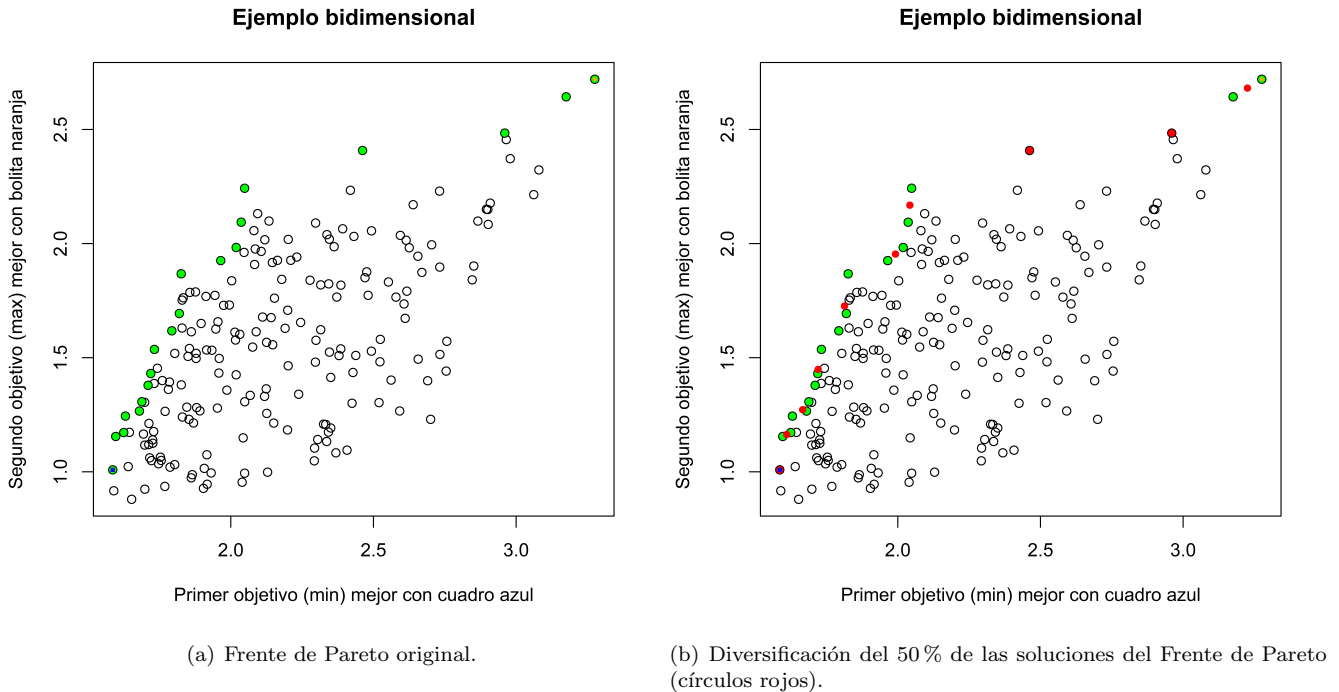 Ejemplo bidimensional
Segundo objetivo (max) mejor con bolita naranja
2.5
2.0
1.5
1.0
2.0 2.5 3.0
Primer objetivo (min) mejor con cuadro azul
(a) Frente de Pareto original.
Ejemplo bidimensional
Segundo objetivo (max) mejor con bolita naranja
2.5
2.0
1.5
1.0
2.0 2.5 3.0
Primer objetivo (min) mejor con cuadro azul
(b) Diversificación del 50 % de las soluciones del Frente de Pareto
(círculos rojos).